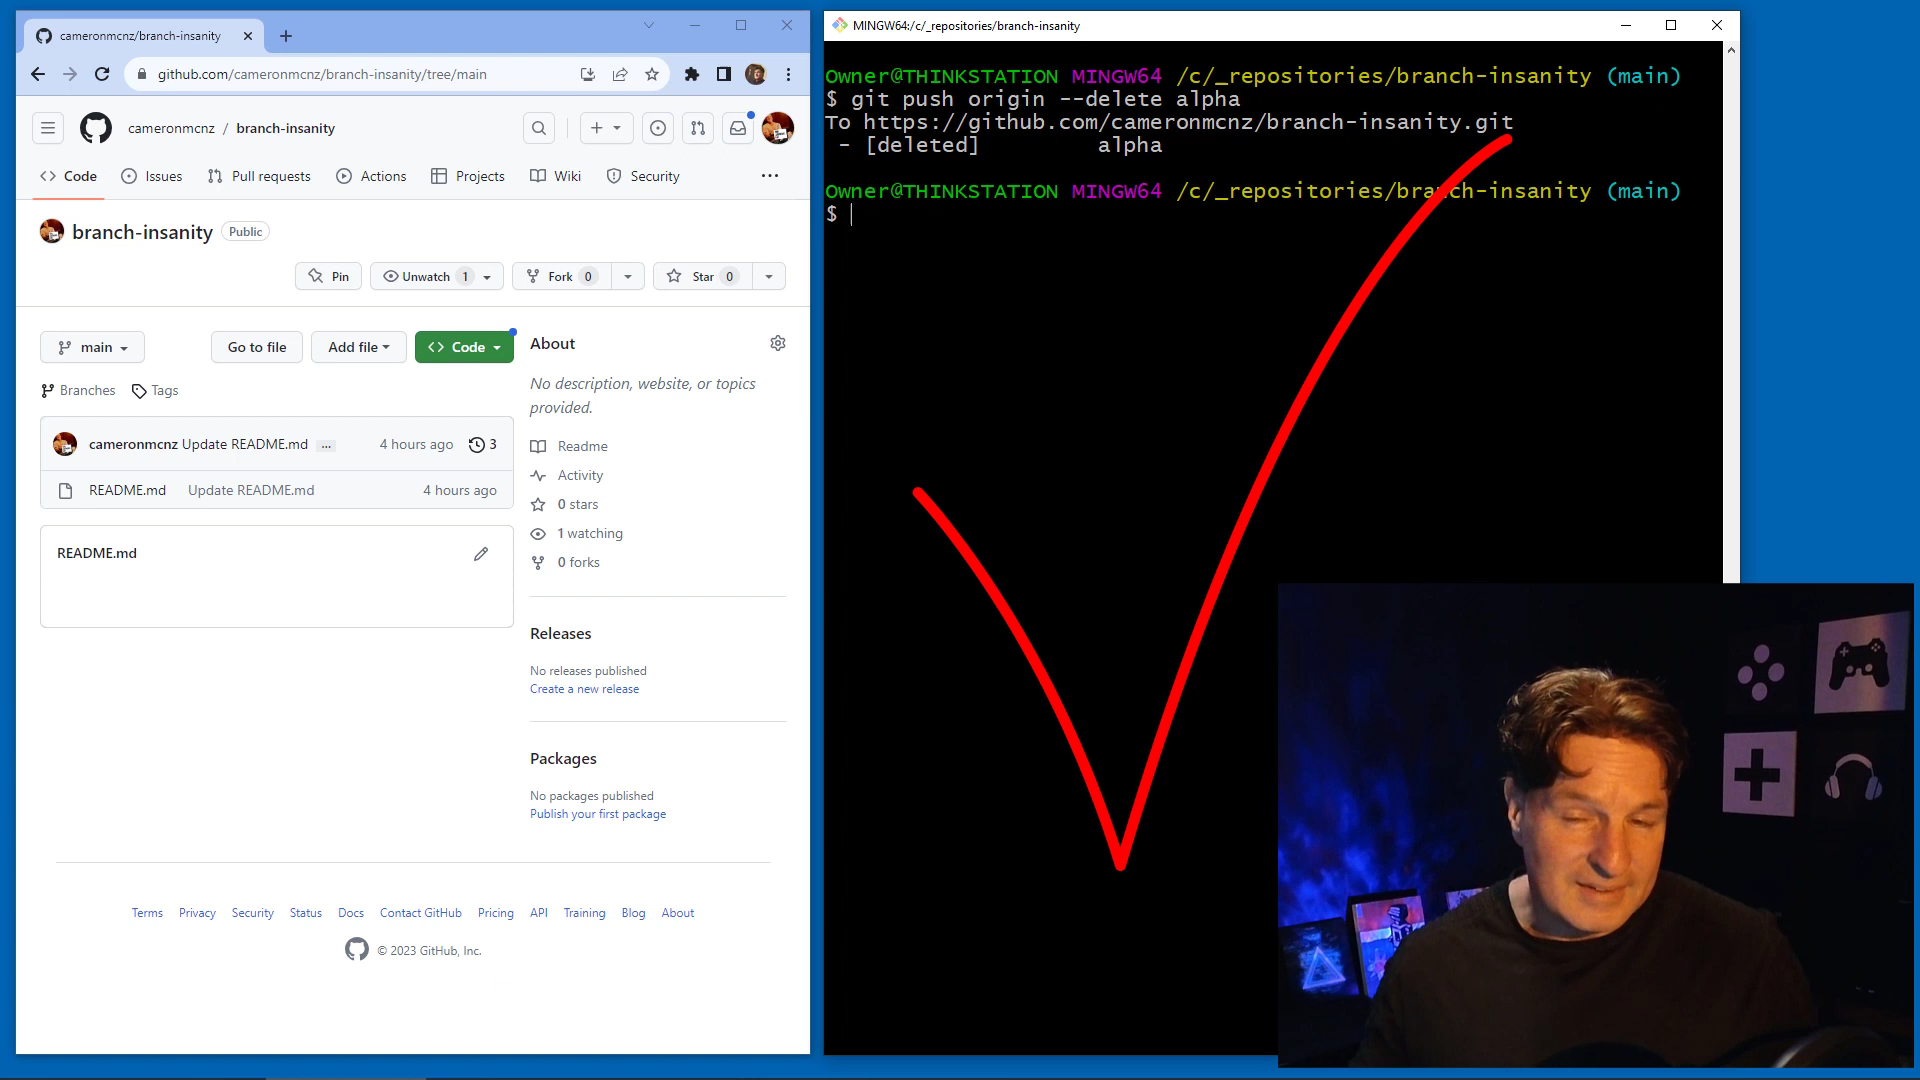 cameronmcnz/branch-insanity
github.com/cameronmcnz/branch-insanity/tree/main
cameronmcnz / branch-insanity
Code Issues Pull requests Actions Projects Wiki Security
branch-insanity Public
Pin Unwatch 1 Fork 0 Star 0
main Go to file Add file Code
Branches Tags
cameronmcnz Update README.md ... 4 hours ago 3
README.md Update README.md 4 hours ago
README.md
About
No description, website, or topics
provided.
Readme
Activity
0 stars
1 watching
0 forks
Releases
No releases published
Create a new release
Packages
No packages published
Publish your first package
Terms Privacy Security Status Docs Contact GitHub Pricing API Training Blog About
© 2023 GitHub, Inc.
MINGW64:/c/_repositories/branch-insanity
Owner@THINKSTATION MINGW64 /c/_repositories/branch-insanity (main)
$ git push origin --delete alpha
To https://github.com/cameronmcnz/branch-insanity.git
- [deleted] alpha
Owner@THINKSTATION MINGW64 /c/_repositories/branch-insanity (main)
$